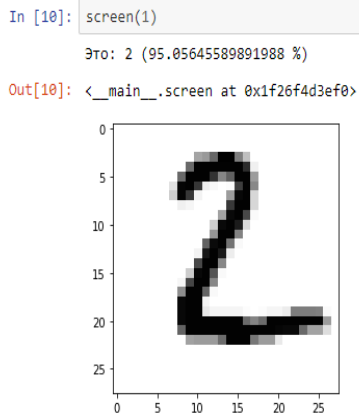 In [10]: screen(1)
Это: 2 (95.05645589891988 %)
Out[10]: <__main__.screen at 0x1f26f4d3ef0>
0
5
10
15
20
25
2
0 5 10 15 20 25